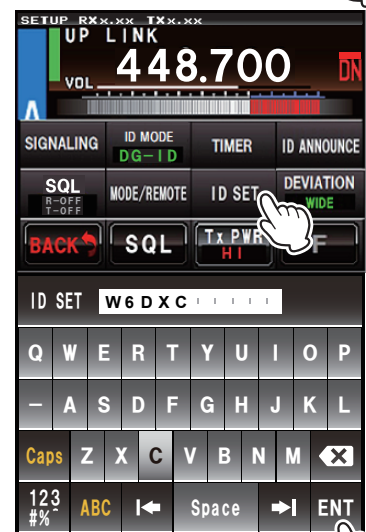 SETUP RXx.xx TXx.xx
UP LINK
VOL 448.700 DN
A
SIGNALING ID MODE TIMER ID ANNOUNCE
DG-ID
SQL MODE/REMOTE ID SET DEVIATION
R-OFF WIDE
T-OFF
BACK SQL Tx PWR F
HI
ID SET W6DXC
Q W E R T Y U I O P
- A S D F G H J K L
Caps Z X C V B N M
123 ABC Space ENT
#%^